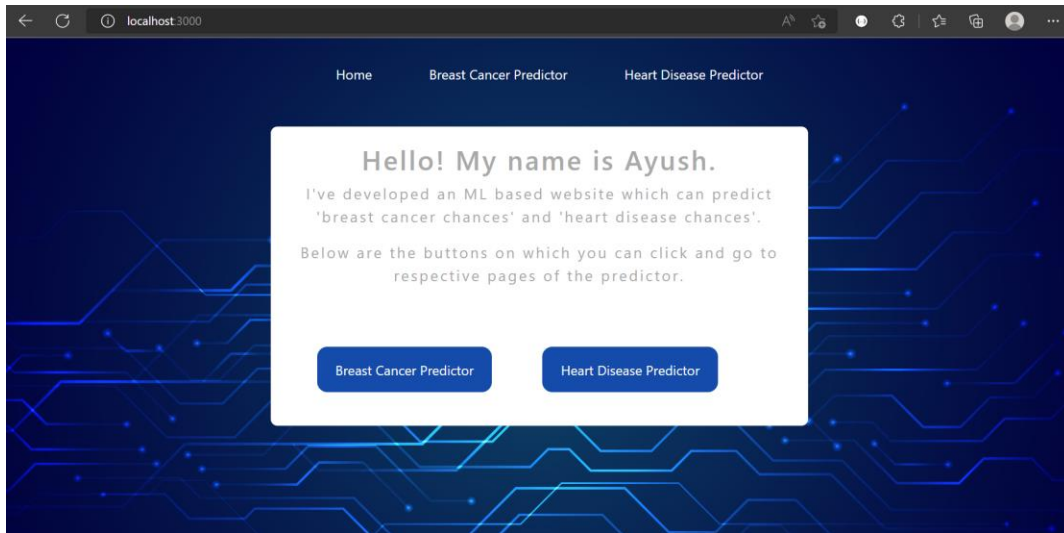 localhost:3000
Home Breast Cancer Predictor Heart Disease Predictor
Hello! My name is Ayush.
I've developed an ML based website which can predict
'breast cancer chances' and 'heart disease chances'.
Below are the buttons on which you can click and go to
respective pages of the predictor.
Breast Cancer Predictor Heart Disease Predictor